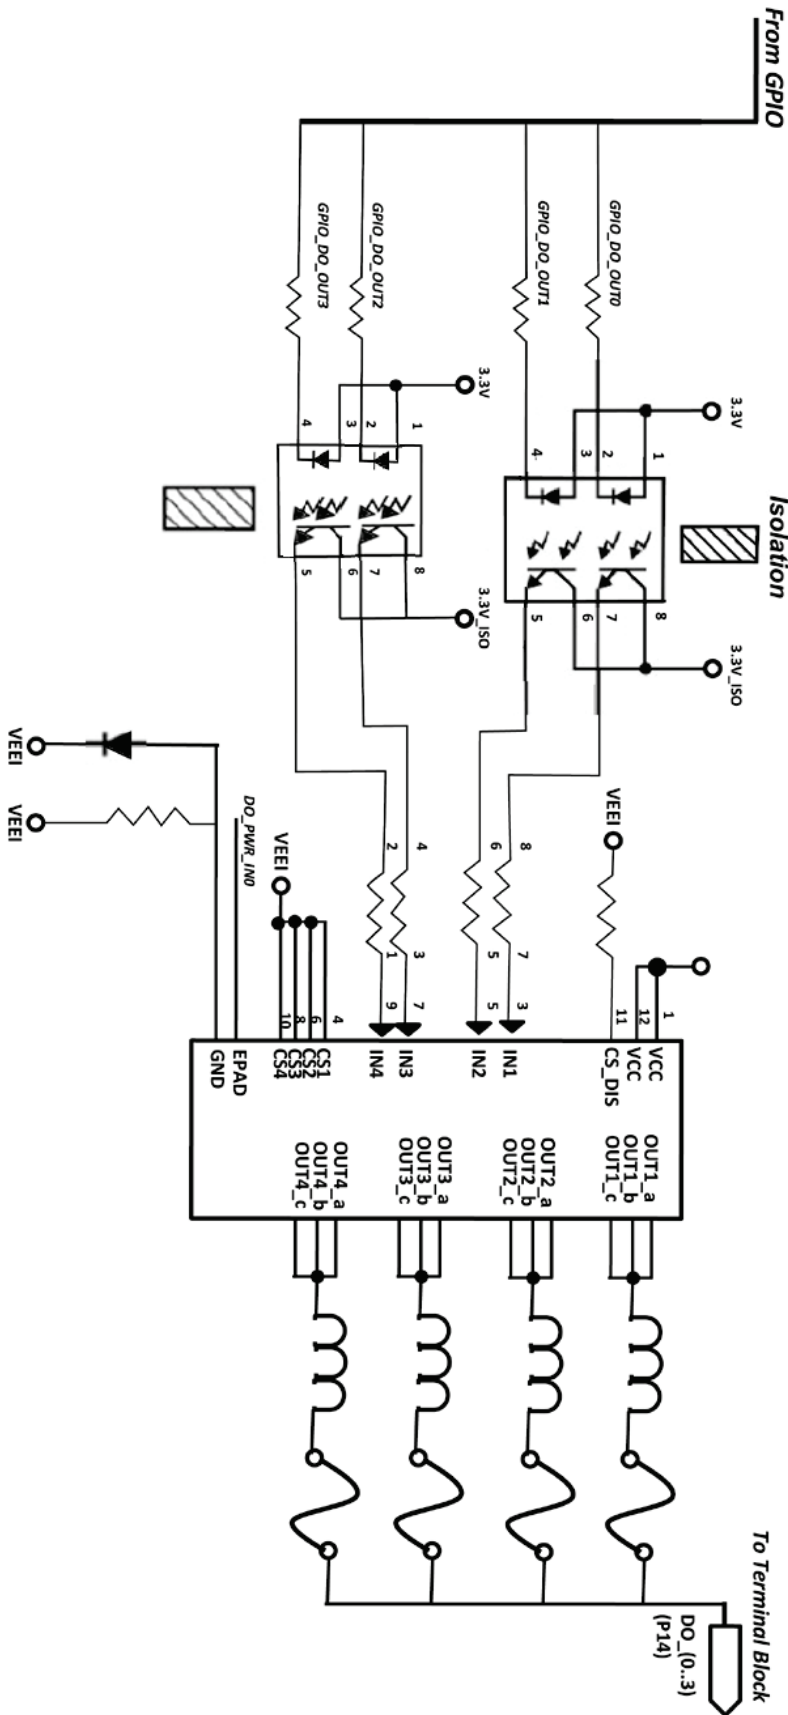 From GPIO
GPIO_DO_OUT0
GPIO_DO_OUT1
GPIO_DO_OUT2
GPIO_DO_OUT3
3.3V
1
2
3
4
Isolation
8
7
6
5
3.3V_ISO
3.3V
1
2
3
4
8
7
6
5
3.3V_ISO
VEEI
8
7
3
6
5
5
4
3
7
2
1
9
VEEI
DO_PWR_IN0
VEEI
VEEI
1
12
11
4
6
8
10
VCC
VCC
CS_DIS
IN1
IN2
IN3
IN4
CS1
CS2
CS3
CS4
EPAD
GND
OUT1_a
OUT1_b
OUT1_c
OUT2_a
OUT2_b
OUT2_c
OUT3_a
OUT3_b
OUT3_c
OUT4_a
OUT4_b
OUT4_c
To Terminal Block
DO_(0..3)
(P14)